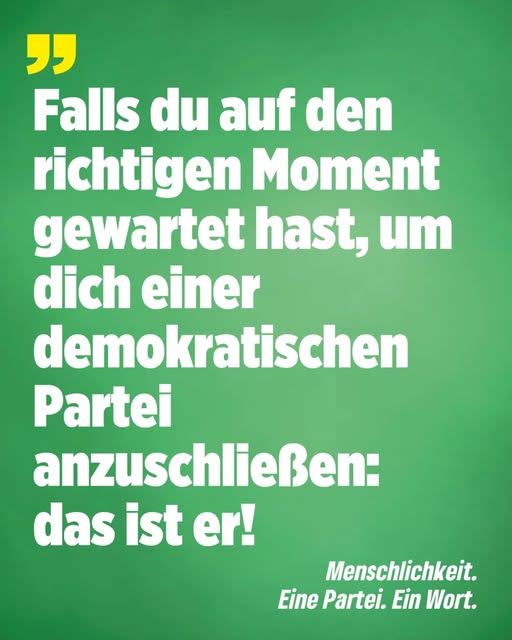 „
Falls du auf den
richtigen Moment
gewartet hast, um
dich einer
demokratischen
Partei
anzuschließen:
das ist er!
Menschlichkeit.
Eine Partei. Ein Wort.